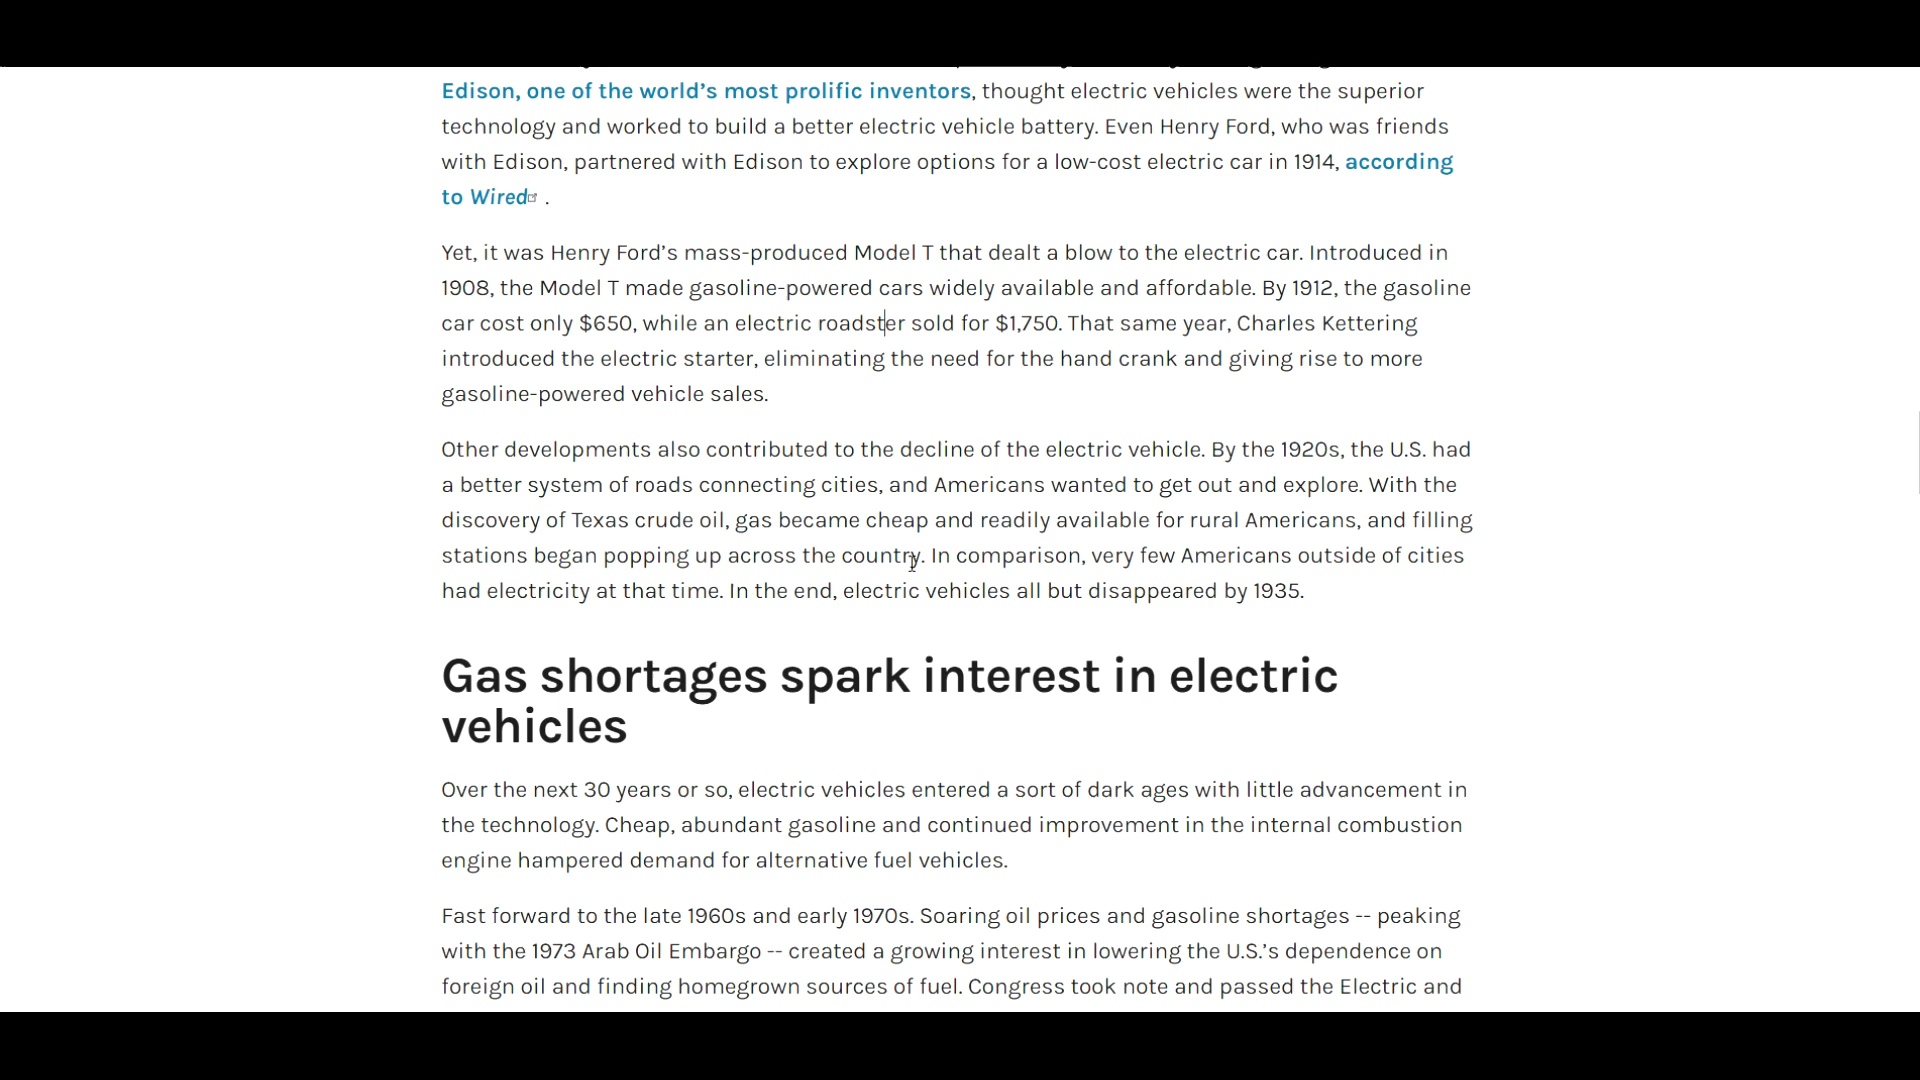 Edison, one of the world’s most prolific inventors, thought electric vehicles were the superior
technology and worked to build a better electric vehicle battery. Even Henry Ford, who was friends
with Edison, partnered with Edison to explore options for a low-cost electric car in 1914, according
to Wired .
Yet, it was Henry Ford’s mass-produced Model T that dealt a blow to the electric car. Introduced in
1908, the Model T made gasoline-powered cars widely available and affordable. By 1912, the gasoline
car cost only $650, while an electric roadster sold for $1,750. That same year, Charles Kettering
introduced the electric starter, eliminating the need for the hand crank and giving rise to more
gasoline-powered vehicle sales.
Other developments also contributed to the decline of the electric vehicle. By the 1920s, the U.S. had
a better system of roads connecting cities, and Americans wanted to get out and explore. With the
discovery of Texas crude oil, gas became cheap and readily available for rural Americans, and filling
stations began popping up across the country. In comparison, very few Americans outside of cities
had electricity at that time. In the end, electric vehicles all but disappeared by 1935.
Gas shortages spark interest in electric
vehicles
Over the next 30 years or so, electric vehicles entered a sort of dark ages with little advancement in
the technology. Cheap, abundant gasoline and continued improvement in the internal combustion
engine hampered demand for alternative fuel vehicles.
Fast forward to the late 1960s and early 1970s. Soaring oil prices and gasoline shortages -- peaking
with the 1973 Arab Oil Embargo -- created a growing interest in lowering the U.S.’s dependence on
foreign oil and finding homegrown sources of fuel. Congress took note and passed the Electric and